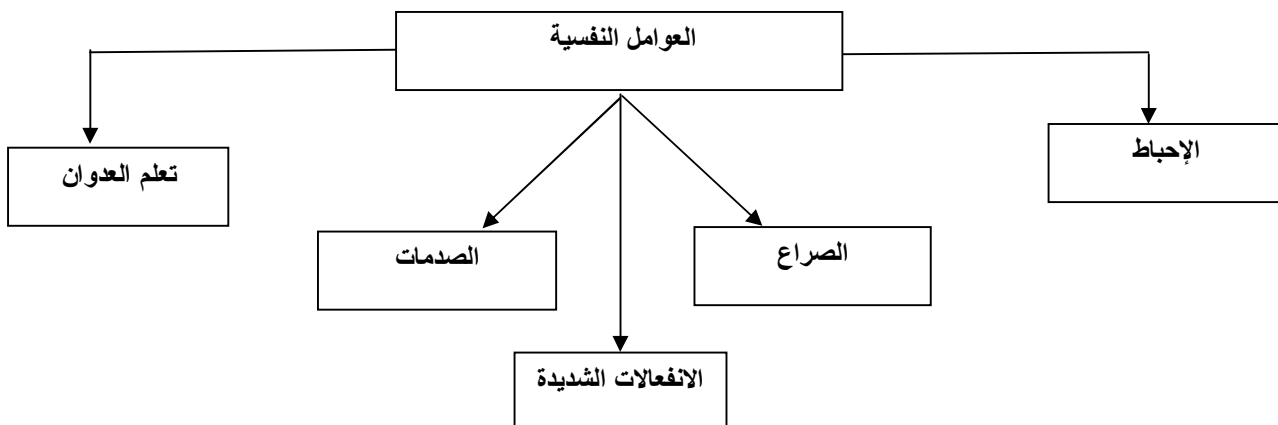 العوامل النفسية
الإحباط
تعلم العدوان
الصراع
الصدمات
الانفعالات الشديدة